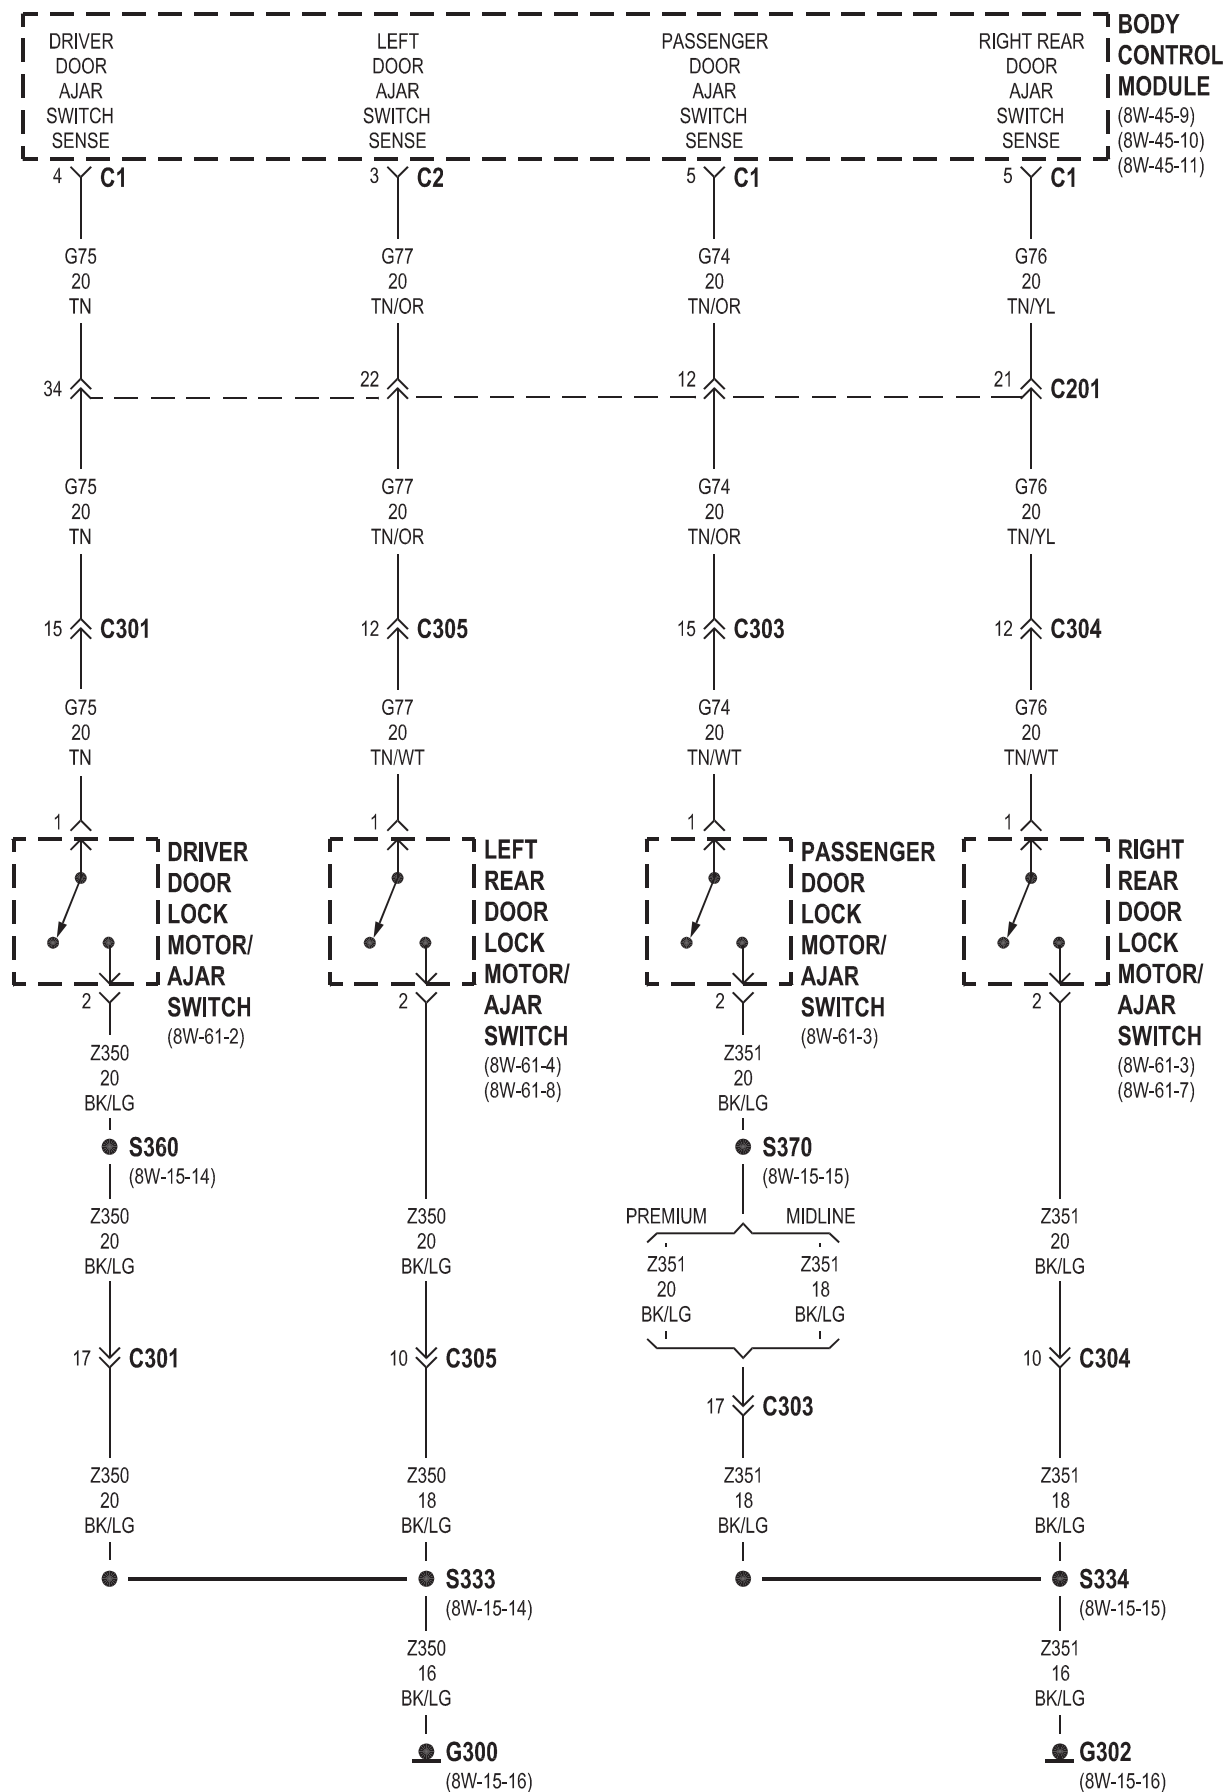 DRIVER
DOOR
AJAR
SWITCH
SENSE
LEFT
DOOR
AJAR
SWITCH
SENSE
PASSENGER
DOOR
AJAR
SWITCH
SENSE
RIGHT REAR
DOOR
AJAR
SWITCH
SENSE
BODY
CONTROL
MODULE
(8W-45-9)
(8W-45-10)
(8W-45-11)
4 C1
3 C2
5 C1
5 C1
G75
20
TN
G77
20
TN/OR
G74
20
TN/OR
G76
20
TN/YL
34
22
12
21
C201
G75
20
TN
G77
20
TN/OR
G74
20
TN/OR
G76
20
TN/YL
15 C301
12 C305
15 C303
12 C304
G75
20
TN
G77
20
TN/WT
G74
20
TN/WT
G76
20
TN/WT
1
1
1
1
DRIVER
DOOR
LOCK
MOTOR/
AJAR
SWITCH
(8W-61-2)
LEFT
REAR
DOOR
LOCK
MOTOR/
AJAR
SWITCH
(8W-61-4)
(8W-61-8)
PASSENGER
DOOR
LOCK
MOTOR/
AJAR
SWITCH
(8W-61-3)
RIGHT
REAR
DOOR
LOCK
MOTOR/
AJAR
SWITCH
(8W-61-3)
(8W-61-7)
2
2
2
2
Z350
20
BK/LG
Z351
20
BK/LG
S360
(8W-15-14)
S370
(8W-15-15)
PREMIUM
MIDLINE
Z350
20
BK/LG
Z350
20
BK/LG
Z351
20
BK/LG
Z351
18
BK/LG
Z351
20
BK/LG
17 C301
10 C305
17 C303
10 C304
Z350
20
BK/LG
Z350
18
BK/LG
Z351
18
BK/LG
Z351
18
BK/LG
S333
(8W-15-14)
S334
(8W-15-15)
Z350
16
BK/LG
Z351
16
BK/LG
G300
(8W-15-16)
G302
(8W-15-16)